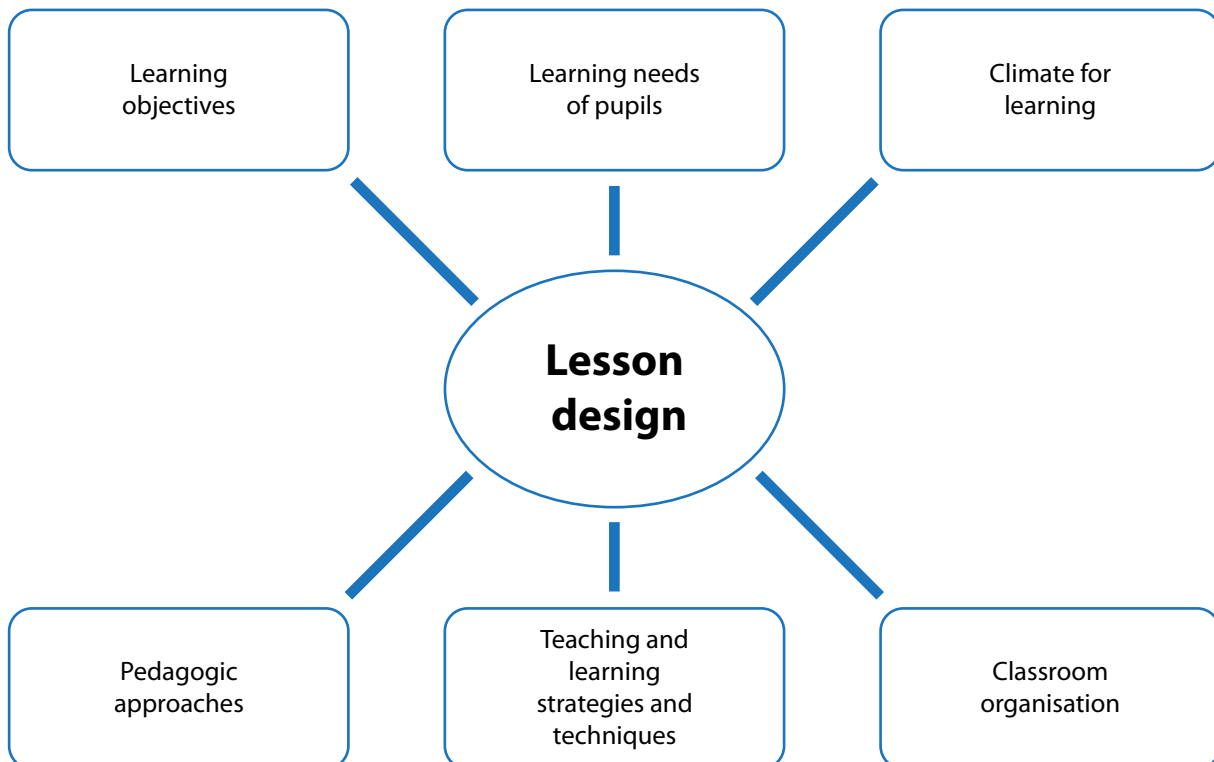 Learning
objectives
Learning needs
of pupils
Climate for
learning
Lesson
design
Pedagogic
approaches
Teaching and
learning
strategies and
techniques
Classroom
organisation